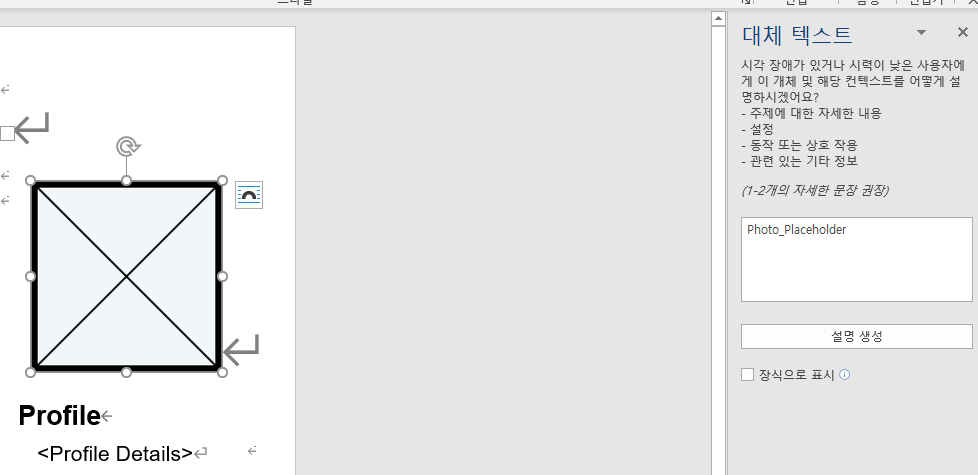 대체 텍스트
시각 장애가 있거나 시력이 낮은 사용자에
게 이 개체 및 해당 컨텍스트를 어떻게 설
명하시겠어요?
- 주제에 대한 자세한 내용
- 설정
- 동작 또는 상호 작용
- 관련 있는 기타 정보
(1-2개의 자세한 문장 권장)
Photo_Placeholder
설명 생성
장식으로 표시
Profile
<Profile Details>